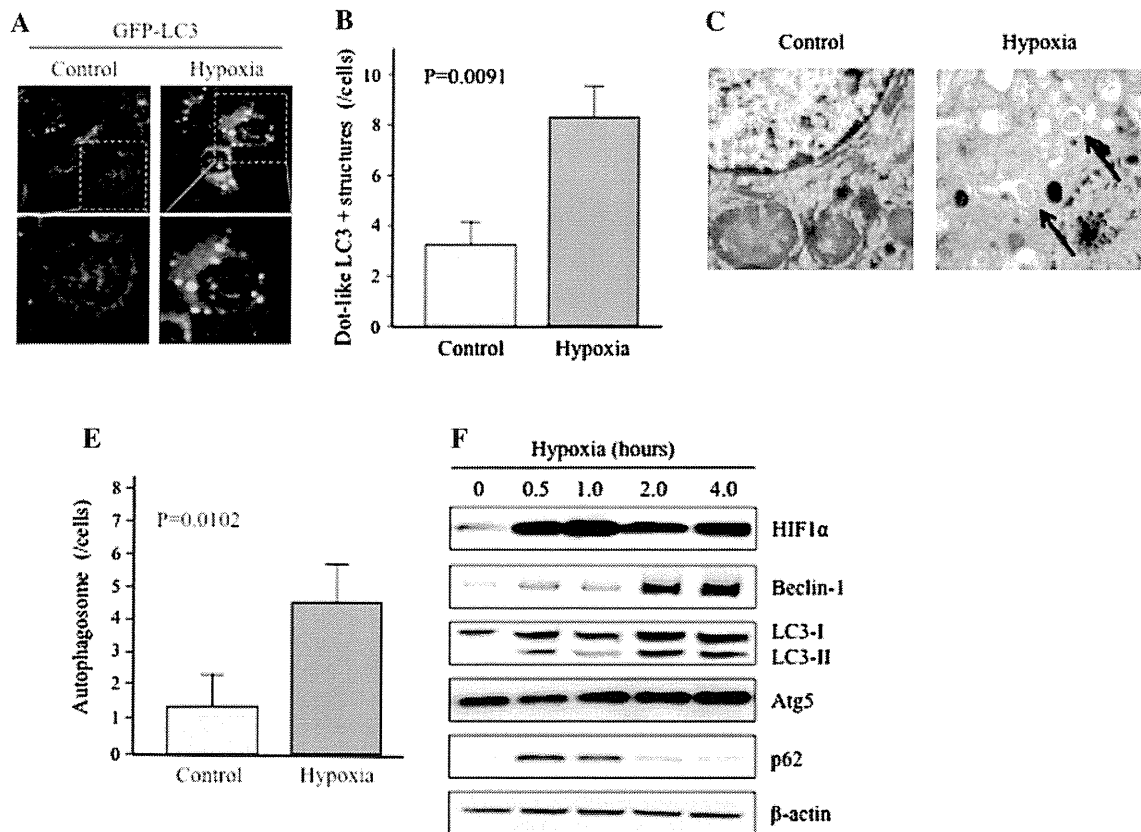 A
GFP-LC3
Control Hypoxia
B
Dot-like LC3 + structures (/cells)
P=0.0091
10
8
6
4
2
0
Control Hypoxia
C
Control Hypoxia
E
Autophagosome (/cells)
P=0.0102
8
7
6
5
4
3
2
1
0
Control Hypoxia
F
Hypoxia (hours)
0 0.5 1.0 2.0 4.0
HIF1α
Beclin-1
LC3-I
LC3-II
Atg5
p62
β-actin